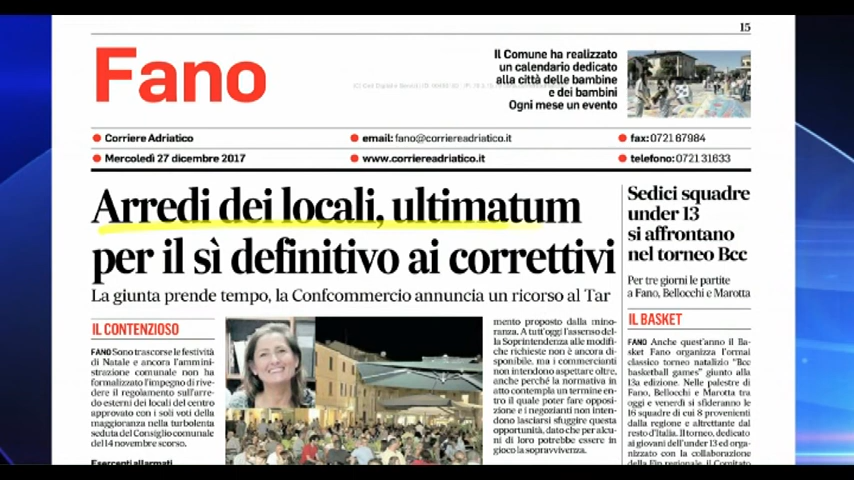 15
Fano
Il Comune ha realizzato
un calendario dedicato
alla città delle bambine
e dei bambini
Ogni mese un evento
Corriere Adriatico
email: fano@corriereadriatico.it
fax: 0721 67984
Mercoledì 27 dicembre 2017
www.corriereadriatico.it
telefono: 0721 31633
Arredi dei locali, ultimatum
per il sì definitivo ai correttivi
La giunta prende tempo, la Confcommercio annuncia un ricorso al Tar
IL CONTENZIOSO
FANO Sono trascorse le festività
di Natale e ancora l'ammini-
strazione comunale non ha
formalizzato l'impegno di rive-
dere il regolamento sull'arre-
do esterni dei locali del centro
approvato con i soli voti della
maggioranza nella turbolenta
seduta del Consiglio comunale
del 14 novembre scorso.
Esercenti allarmati
mento proposto dalla mino-
ranza. A tutt'oggi l'assenso del-
la Soprintendenza alle modifi-
che richieste non è ancora di-
sponibile, ma i commercianti
non intendono aspettare oltre,
anche perché la normativa in
atto contempla un termine en-
tro il quale poter fare opposi-
zione e i negozianti non inten-
dono lasciarsi sfuggire questa
opportunità, dato che per alcu-
ni di loro potrebbe essere in
gioco la sopravvivenza.
Sedici squadre
under 13
si affrontano
nel torneo Bcc
Per tre giorni le partite
a Fano, Bellocchi e Marotta
IL BASKET
FANO Anche quest'anno il Ba-
sket Fano organizza l'ormai
classico torneo natalizio "Bcc
basketball games" giunto alla
13a edizione. Nelle palestre di
Fano, Bellocchi e Marotta tra
oggi e venerdì si sfideranno le
16 squadre di cui 8 provenienti
dalla regione e altrettante dal
resto d'Italia. Il torneo, dedicato
ai giovani dell'under 13 ed or-
ganizzato con la collaborazione
della Fip regionale, il Comitato